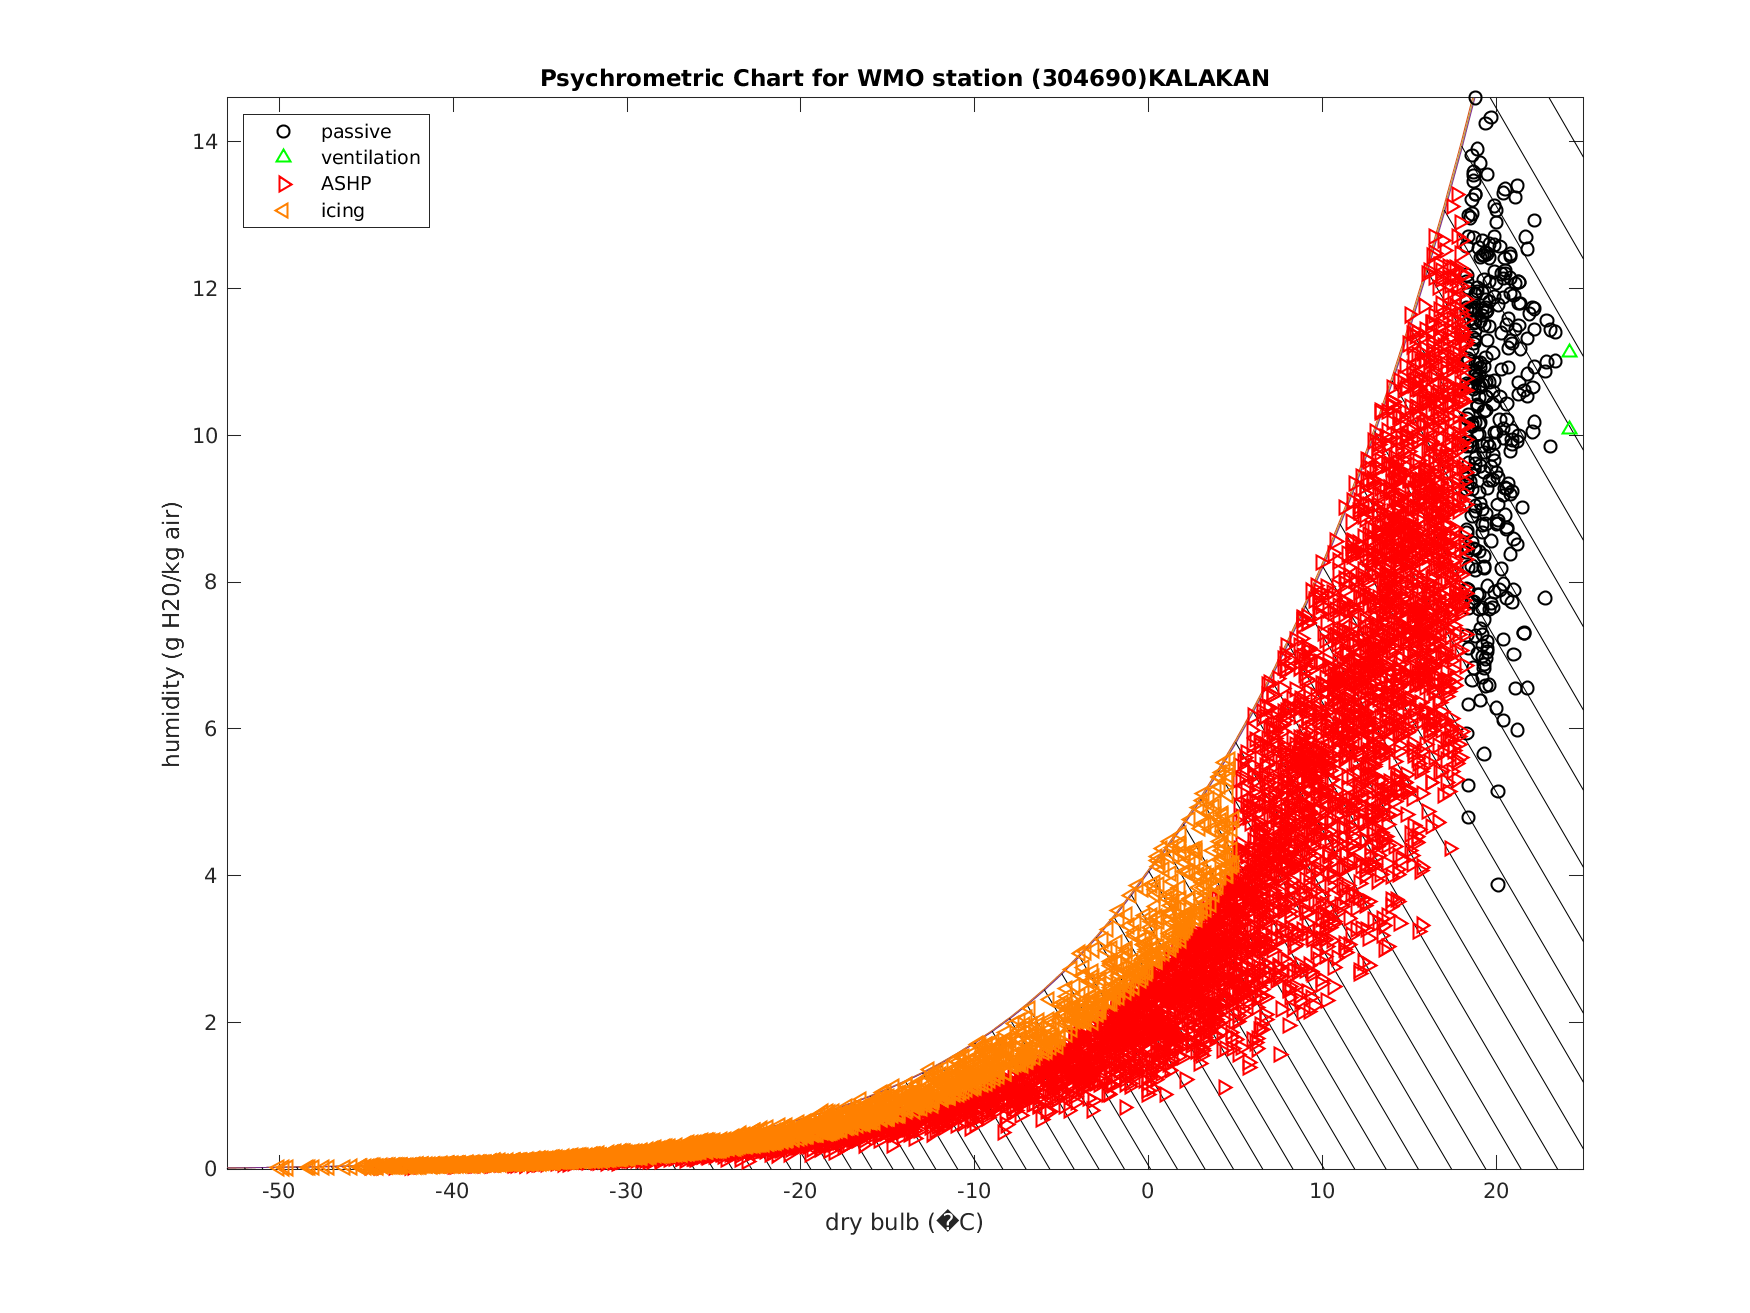 Psychrometric Chart for WMO station (304690)KALAKAN
passive
ventilation
ASHP
icing
humidity (g H20/kg air)
14
12
10
8
6
4
2
0
-50 -40 -30 -20 -10 0 10 20
dry bulb (�C)